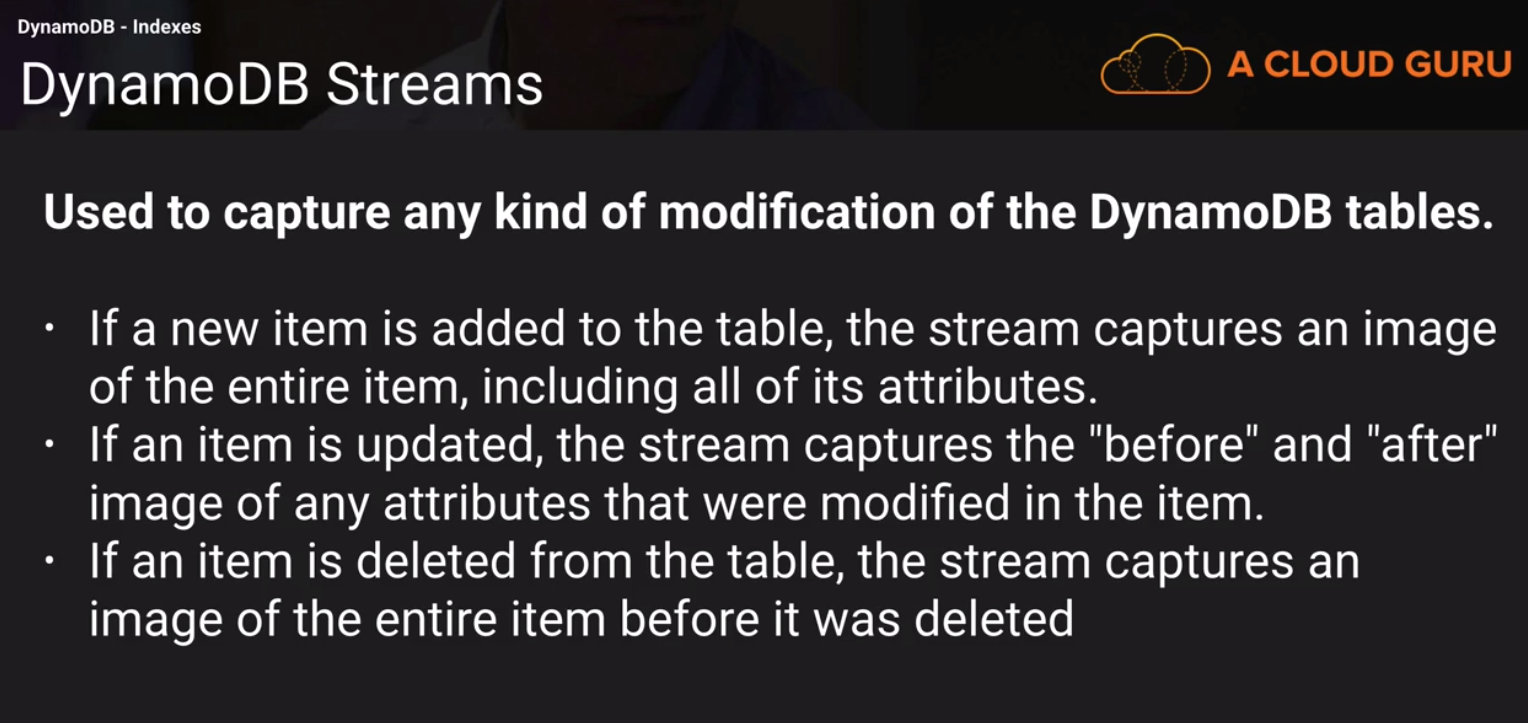 DynamoDB - Indexes
DynamoDB Streams
A CLOUD GURU
Used to capture any kind of modification of the DynamoDB tables.
• If a new item is added to the table, the stream captures an image
of the entire item, including all of its attributes.
• If an item is updated, the stream captures the "before" and "after"
image of any attributes that were modified in the item.
• If an item is deleted from the table, the stream captures an
image of the entire item before it was deleted